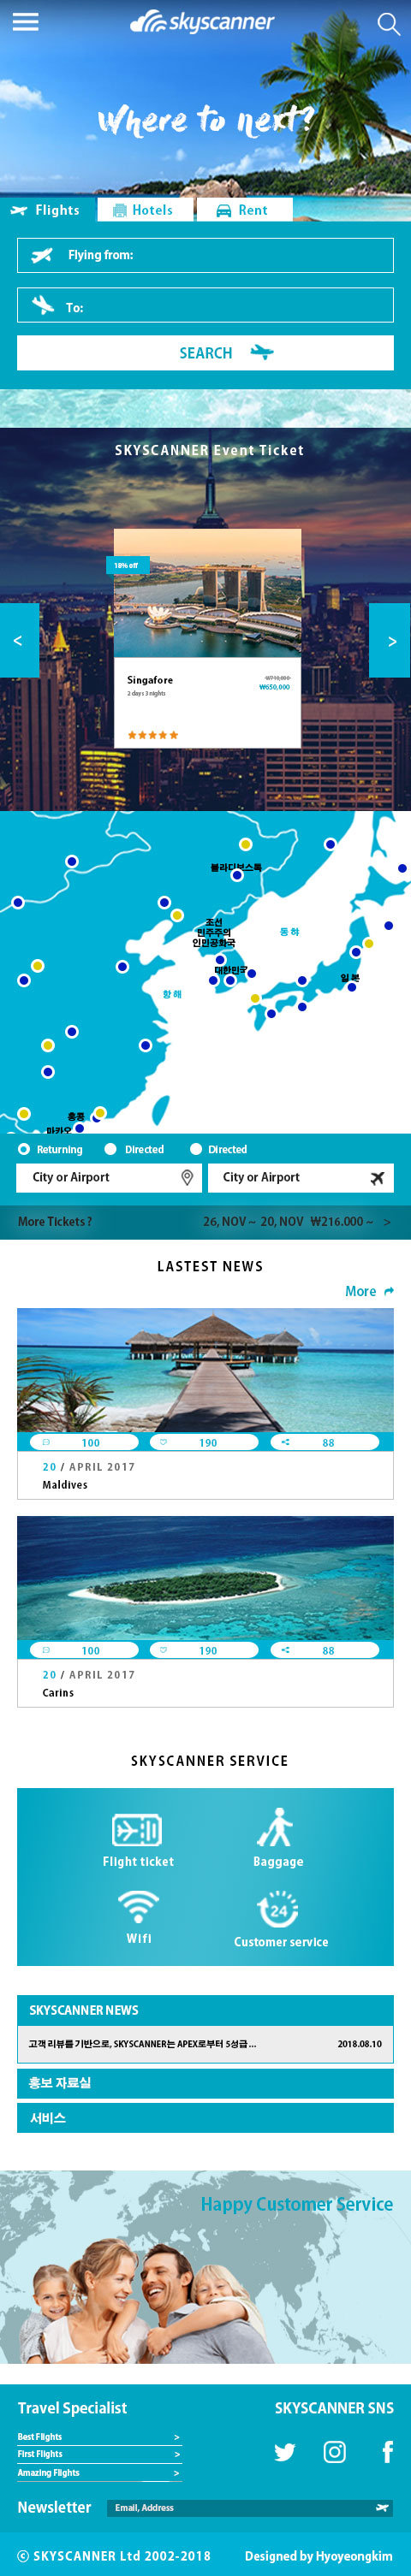 skyscanner
Where to next?
Flights
Hotels
Rent
Flying from:
To:
SEARCH
SKYSCANNER Event Ticket
18% off
<
>
Singafore
₩650,000
2 days 3 nights
블라디보스톡
조선
민주주의
인민공화국
동 햐
대한민국
일 본
항 해
홍콩
마카오
Returning
Directed
Directed
City or Airport
City or Airport
More Tickets ?
26, NOV ~ 20, NOV ₩216.000 ~ >
LASTEST NEWS
More
100
190
88
20 / APRIL 2017
Maldives
100
190
88
20 / APRIL 2017
Carins
SKYSCANNER SERVICE
Flight ticket
Baggage
24
Wifi
Customer service
SKYSCANNER NEWS
고객 리뷰를 기반으로, SKYSCANNER는 APEX로부터 5성급 ...
2018.08.10
홍보 자료실
서비스
Happy Customer Service
Travel Specialist
SKYSCANNER SNS
Best Flights >
First Flights >
Amazing Flights >
Newsletter
Email, Address
ⓒ SKYSCANNER Ltd 2002-2018
Designed by Hyoyeongkim